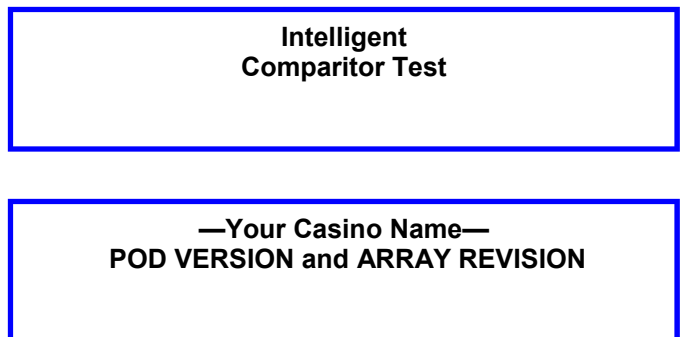 Intelligent
Comparitor Test
—Your Casino Name—
POD VERSION and ARRAY REVISION